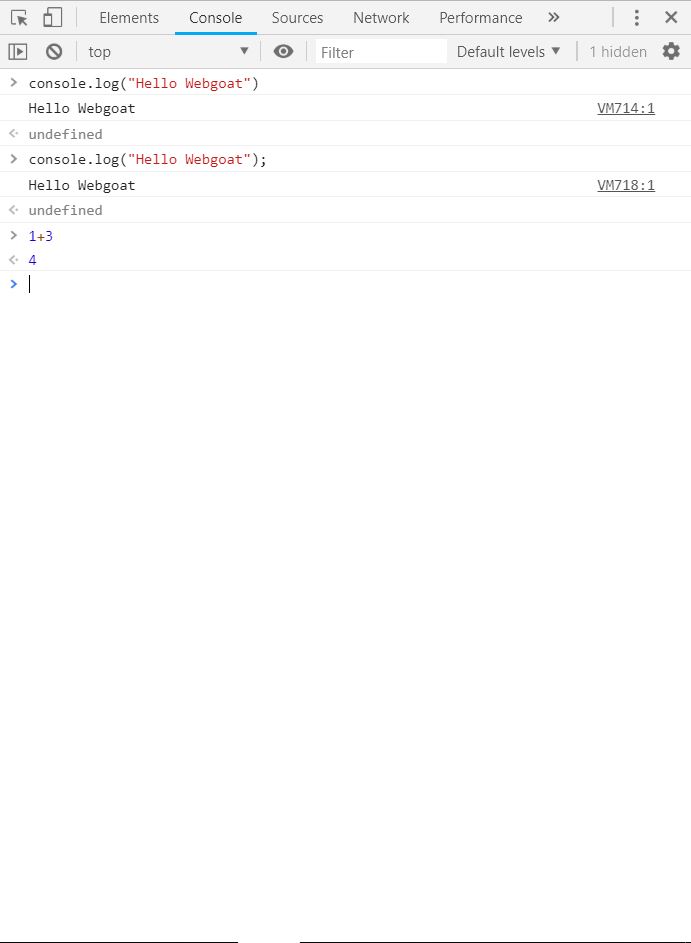 Elements Console Sources Network Performance »
top Filter Default levels 1 hidden
> console.log("Hello Webgoat")
Hello Webgoat VM714:1
undefined
> console.log("Hello Webgoat");
Hello Webgoat VM718:1
undefined
> 1+3
4
>